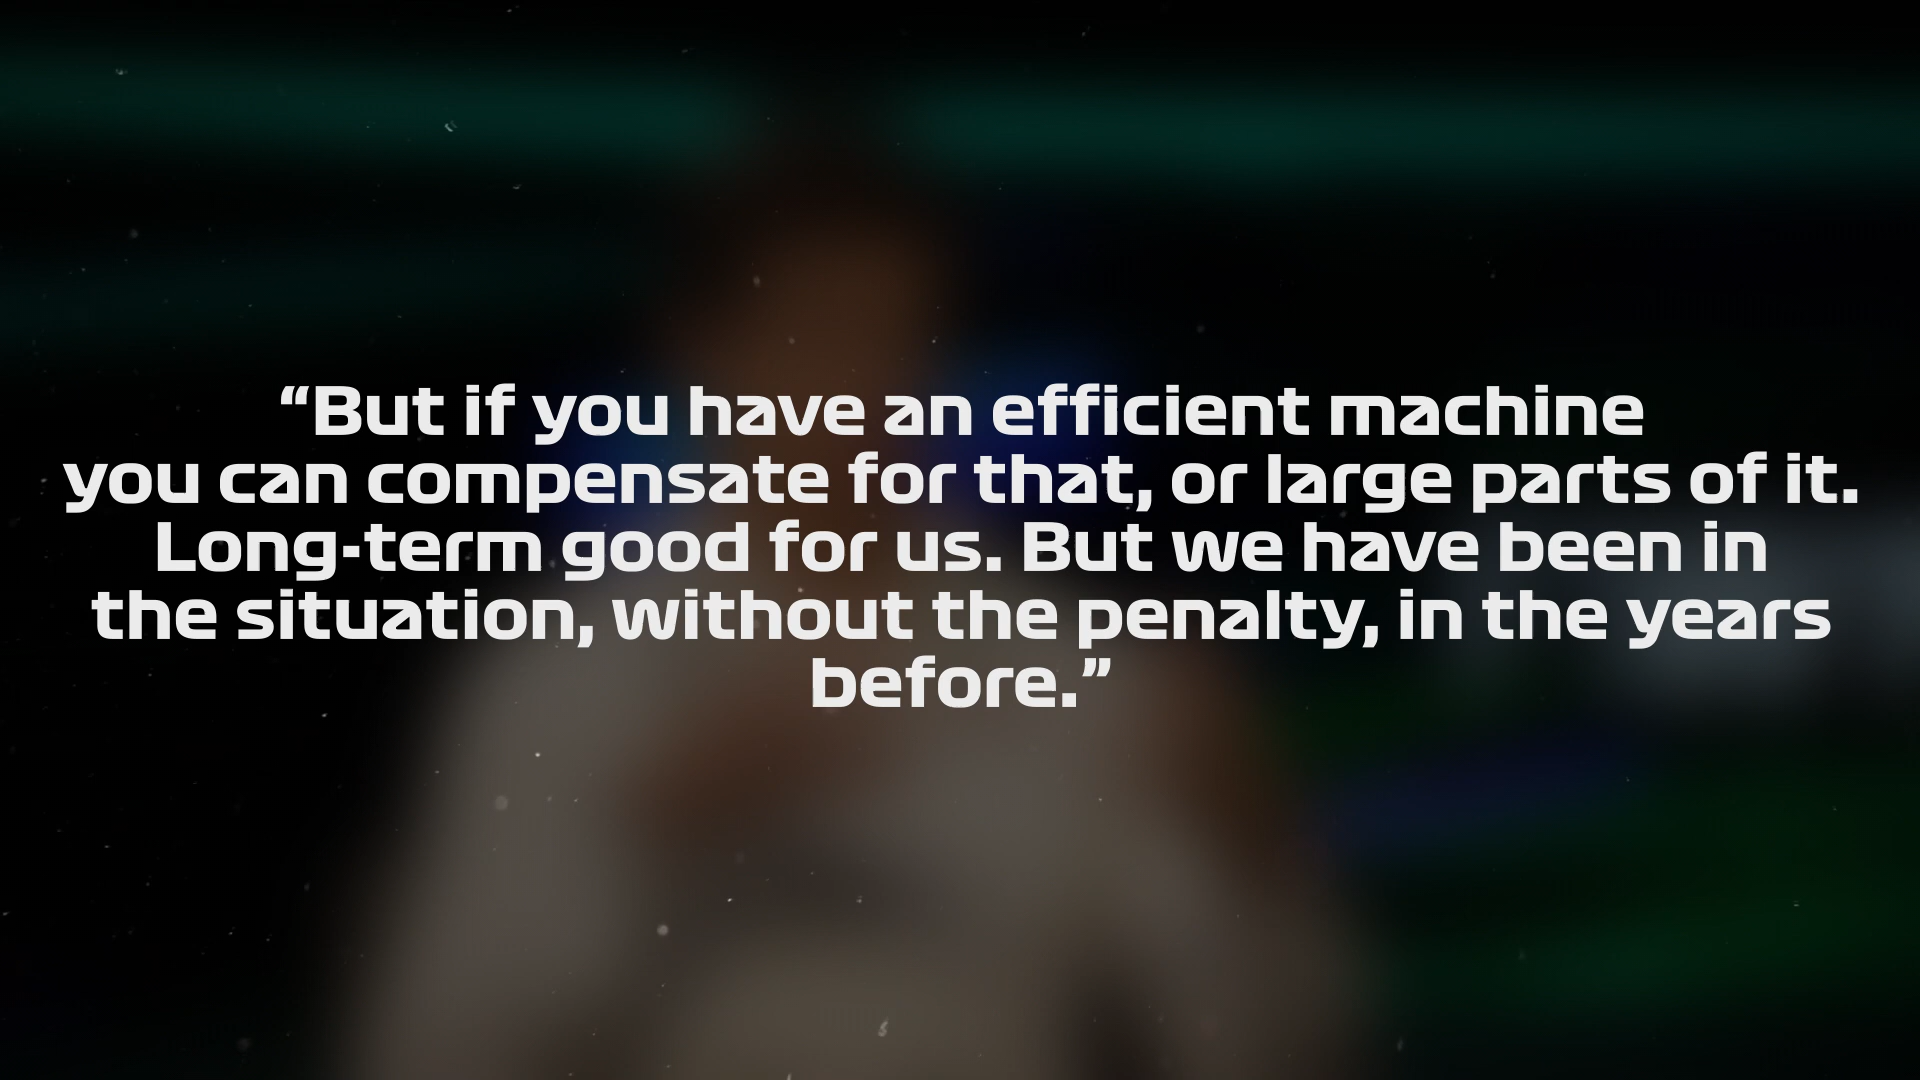 “But if you have an efficient machine
you can compensate for that, or large parts of it.
Long-term good for us. But we have been in
the situation, without the penalty, in the years
before.”